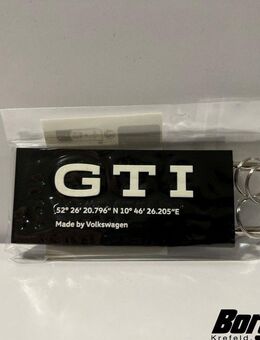 GTI
52° 26' 20.796" N 10° 46' 26.205"E
Made by Volkswagen
Krefeld.